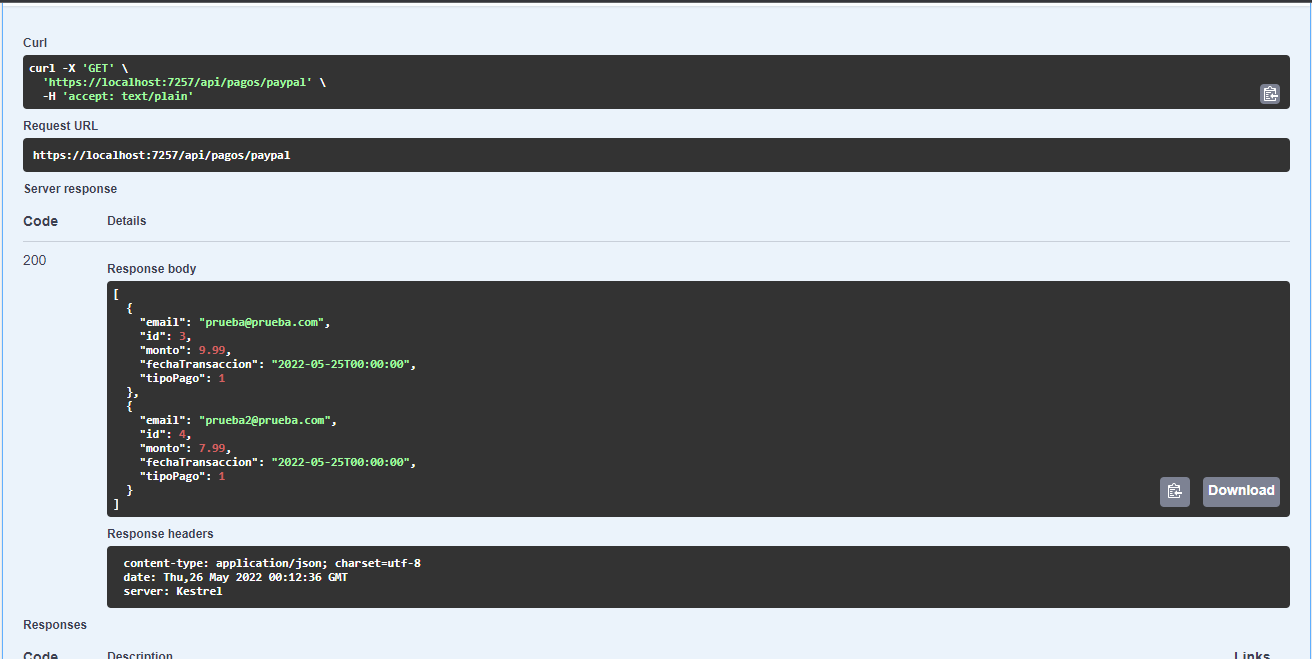 Curl
curl -X 'GET' \
  'https://localhost:7257/api/pagos/paypal' \
  -H 'accept: text/plain'
Request URL
https://localhost:7257/api/pagos/paypal
Server response
Code Details
200
Response body
[
  {
    "email": "prueba@prueba.com",
    "id": 3,
    "monto": 9.99,
    "fechaTransaccion": "2022-05-25T00:00:00",
    "tipoPago": 1
  },
  {
    "email": "prueba2@prueba.com",
    "id": 4,
    "monto": 7.99,
    "fechaTransaccion": "2022-05-25T00:00:00",
    "tipoPago": 1
  }
]
Download
Response headers
content-type: application/json; charset=utf-8
date: Thu,26 May 2022 00:12:36 GMT
server: Kestrel
Responses
Code Description Links